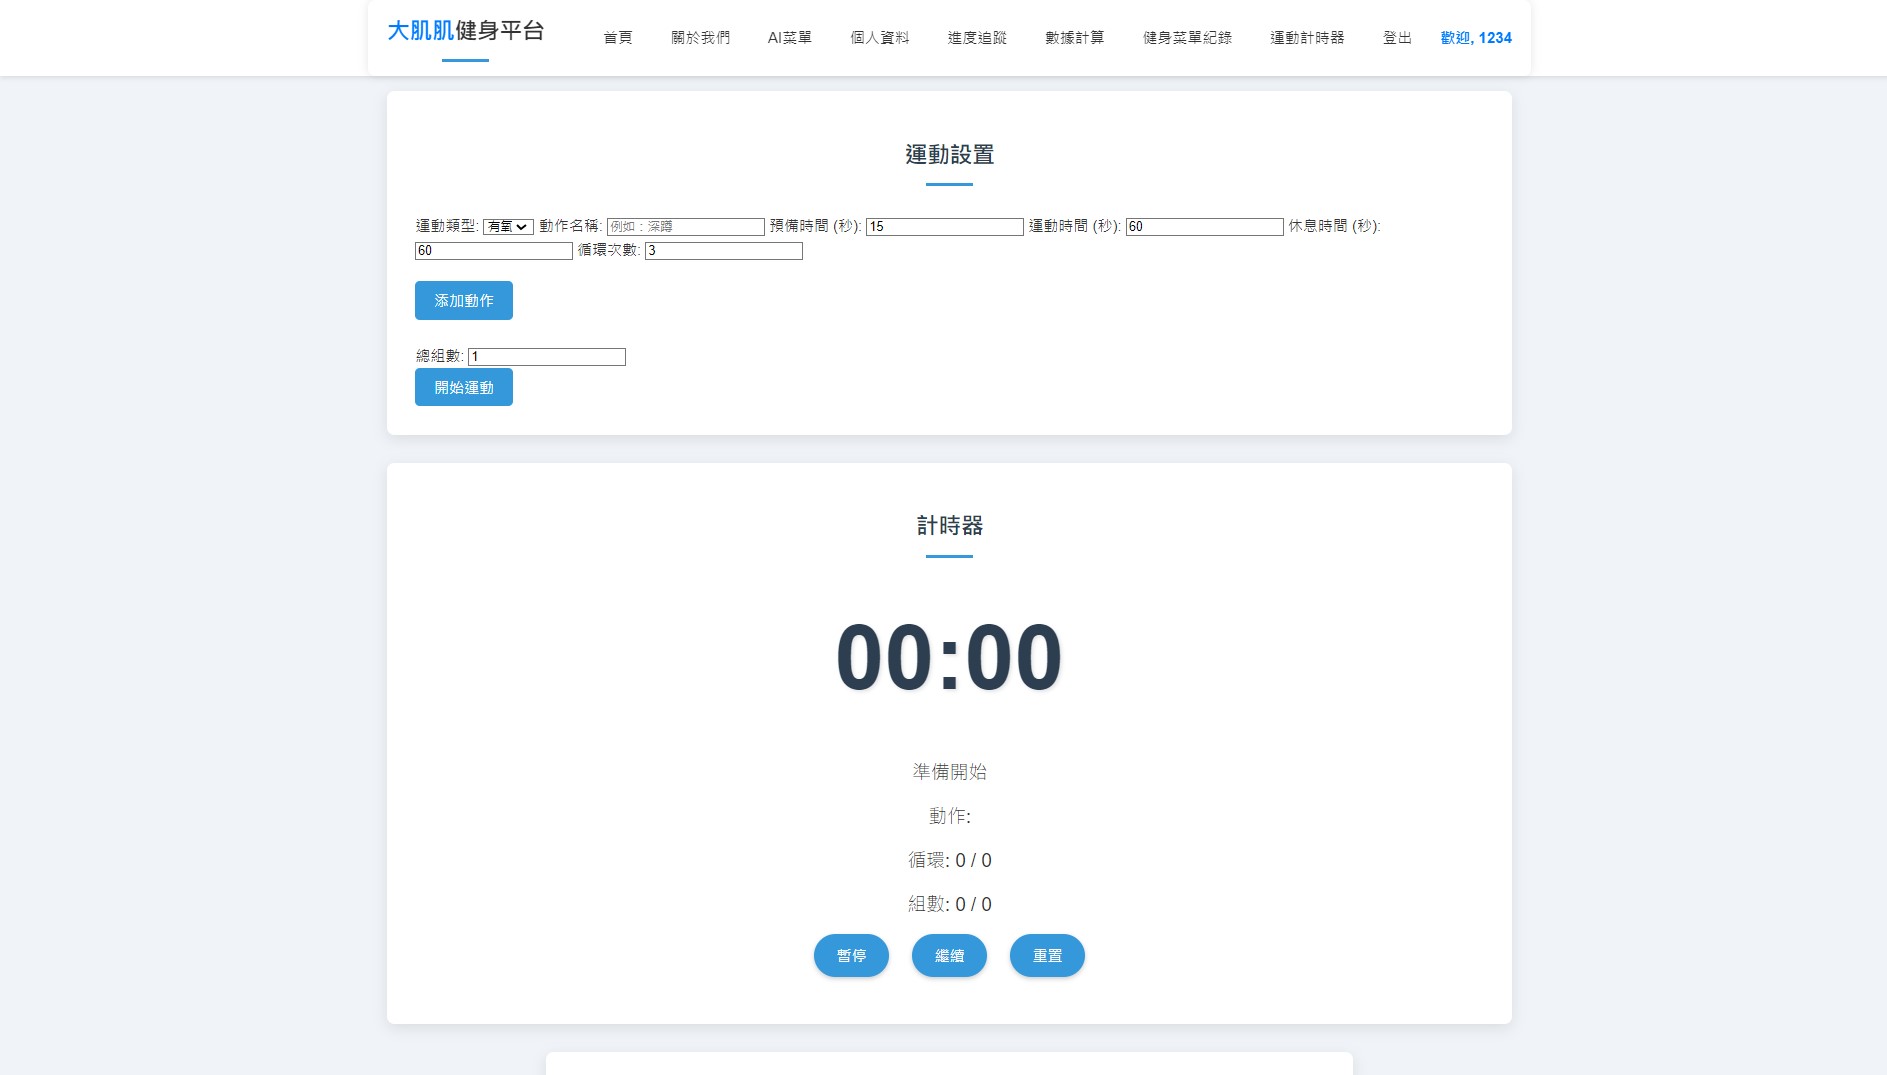 大肌肌健身平台 首頁 關於我們 AI菜單 個人資料 進度追蹤 數據計算 健身菜單紀錄 運動計時器 登出 歡迎, 1234
運動設置
運動類型: 有氧 動作名稱: 例如：深蹲 預備時間 (秒): 15 運動時間 (秒): 60 休息時間 (秒):
60 循環次數: 3
添加動作
總組數: 1
開始運動
計時器
00:00
準備開始
動作:
循環: 0 / 0
組數: 0 / 0
暫停 繼續 重置